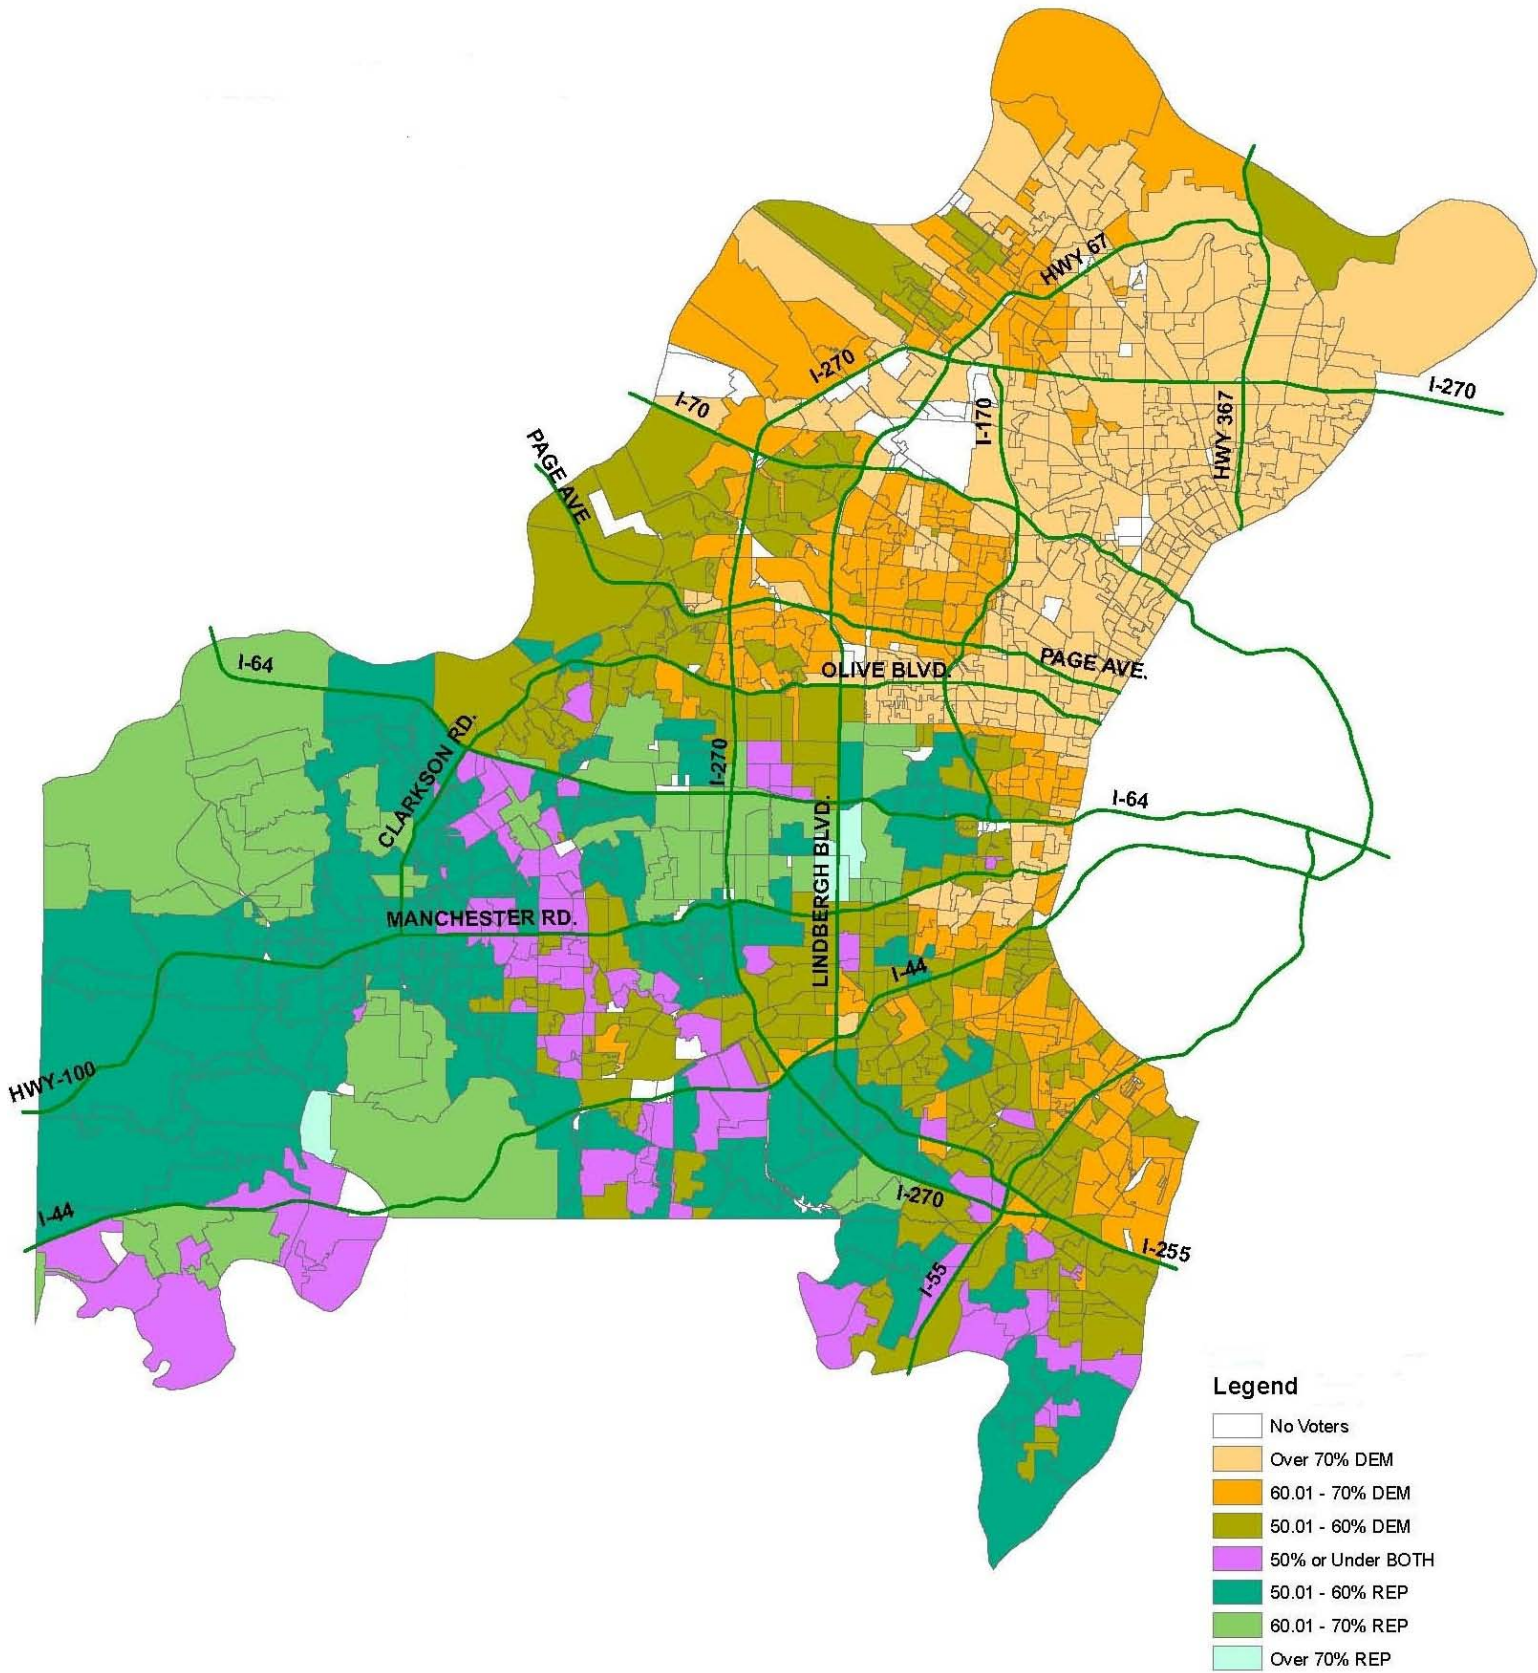 HWY 67
I-270
I-270
I-70
I-170
HWY 367
PAGE AVE
I-64
OLIVE BLVD.
PAGE AVE.
CLARKSON RD.
I-270
I-64
LINDBERGH BLVD.
MANCHESTER RD.
I-44
HWY-100
I-44
I-270
I-255
I-55
Legend
No Voters
Over 70% DEM
60.01 - 70% DEM
50.01 - 60% DEM
50% or Under BOTH
50.01 - 60% REP
60.01 - 70% REP
Over 70% REP